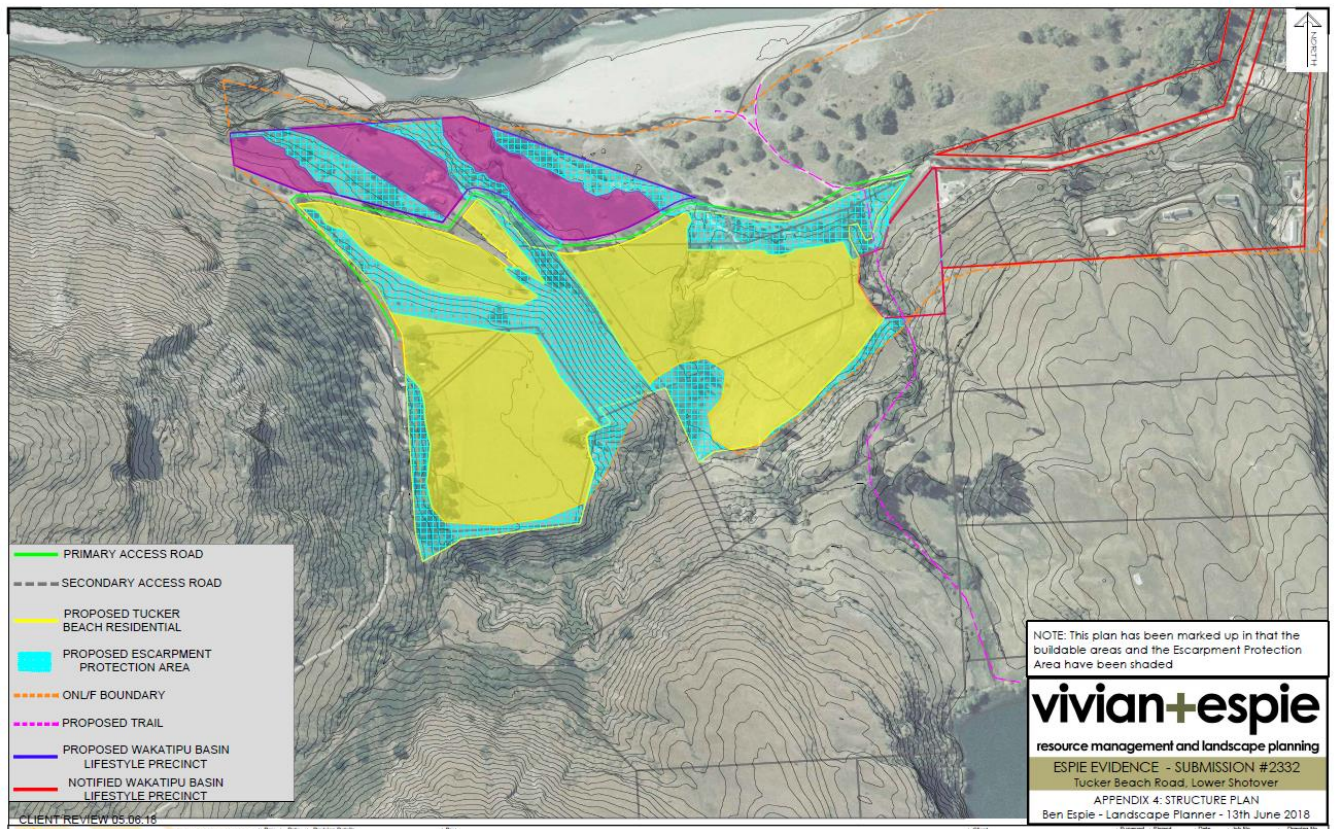 NORTH
PRIMARY ACCESS ROAD
SECONDARY ACCESS ROAD
PROPOSED TUCKER
BEACH RESIDENTIAL
PROPOSED ESCARPMENT
PROTECTION AREA
ONL/F BOUNDARY
PROPOSED TRAIL
PROPOSED WAKATIPU BASIN
LIFESTYLE PRECINCT
NOTIFIED WAKATIPU BASIN
LIFESTYLE PRECINCT
CLIENT REVIEW 05.06.18
NOTE: This plan has been marked up in that the
buildable areas and the Escarpment Protection
Area have been shaded
vivian+espie
resource management and landscape planning
ESPIE EVIDENCE - SUBMISSION #2332
Tucker Beach Road, Lower Shotover
APPENDIX 4: STRUCTURE PLAN
Ben Espie - Landscape Planner - 13th June 2018